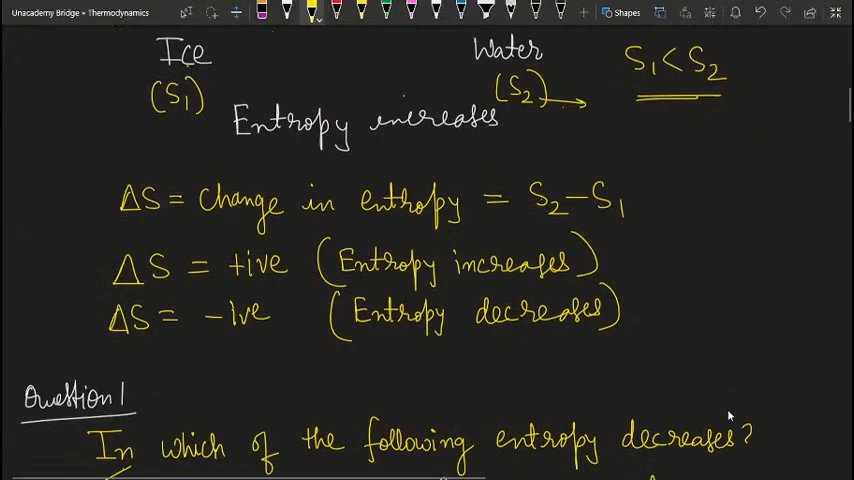 Unacademy Bridge + Thermodynamics
Shapes
Ice Water S₁ < S₂
(S₁) (S₂)
Entropy increases
ΔS = Change in entropy = S₂ − S₁
ΔS = +ive (Entropy increases)
ΔS = −ive (Entropy decreases)
Question 1
In which of the following entropy decreases?